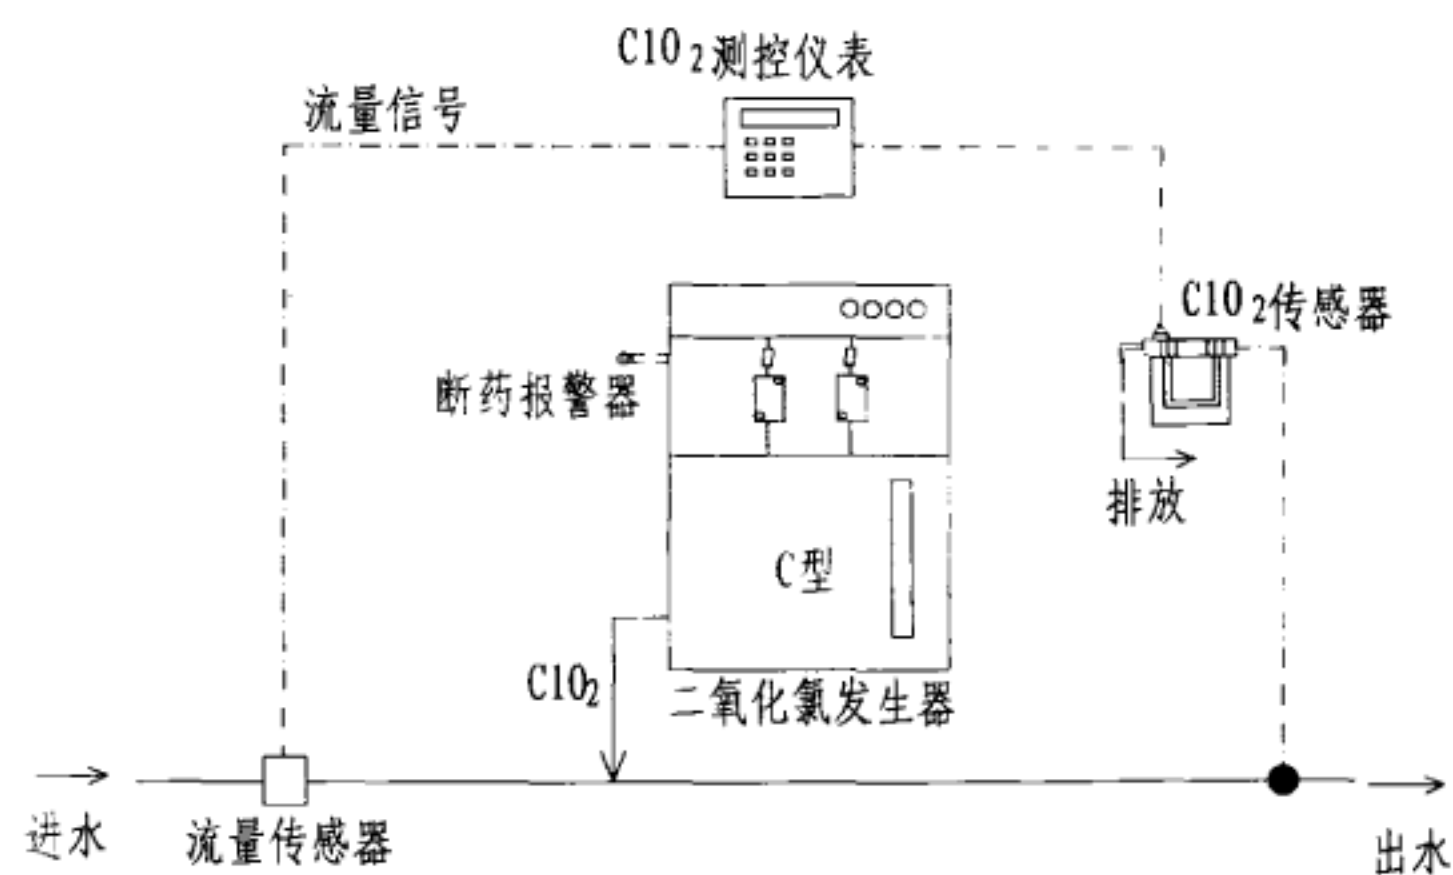 ClO2测控仪表
流量信号
ClO2传感器
断药报警器
排放
C型
ClO2
二氧化氯发生器
进水
流量传感器
出水